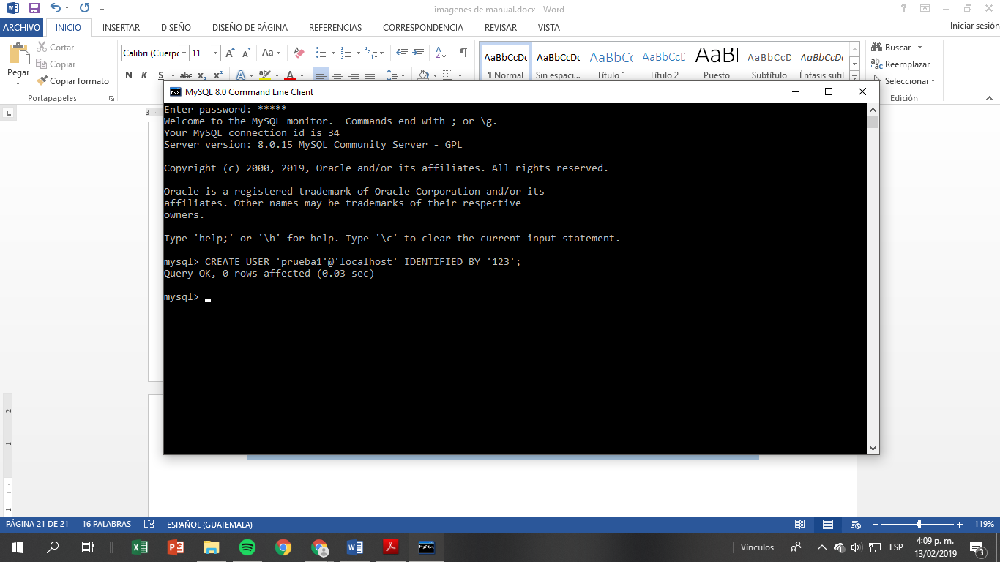 imagenes de manual.docx - Word
ARCHIVO INICIO INSERTAR DISEÑO DISEÑO DE PÁGINA REFERENCIAS CORRESPONDENCIA REVISAR VISTA Iniciar sesión
Pegar
Cortar
Copiar
Copiar formato
Portapapeles
Calibri (Cuerpo 11
N K S abc x₂ x²
AaBbCcDc AaBbCcDc AaBbCc AaBbCcD AaBl AaBbCcD AaBbCcDc
¶ Normal Sin espaci... Título 1 Título 2 Puesto Subtítulo Énfasis sutil
Buscar
Reemplazar
Seleccionar
Edición
MySQL 8.0 Command Line Client
Enter password: *****
Welcome to the MySQL monitor.  Commands end with ; or \g.
Your MySQL connection id is 34
Server version: 8.0.15 MySQL Community Server - GPL
Copyright (c) 2000, 2019, Oracle and/or its affiliates. All rights reserved.
Oracle is a registered trademark of Oracle Corporation and/or its
affiliates. Other names may be trademarks of their respective
owners.
Type 'help;' or '\h' for help. Type '\c' to clear the current input statement.
mysql> CREATE USER 'prueba1'@'localhost' IDENTIFIED BY '123';
Query OK, 0 rows affected (0.03 sec)
mysql>
PÁGINA 21 DE 21 16 PALABRAS ESPAÑOL (GUATEMALA) 119%
Vínculos ESP 4:09 p. m.
13/02/2019 3